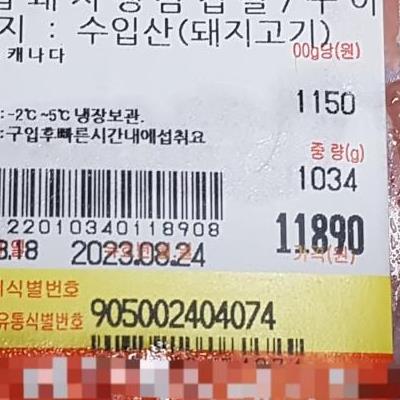 지 : 수입산(돼지고기)
캐나다
00g당(원)
1150
: -2℃~5℃ 냉장보관.
: 구입후빠른시간내에섭취요
중 량(g)
1034
22010340118908
8.18 2023.08.24
11890
가격(원)
식별번호
유통식별번호 905002404074